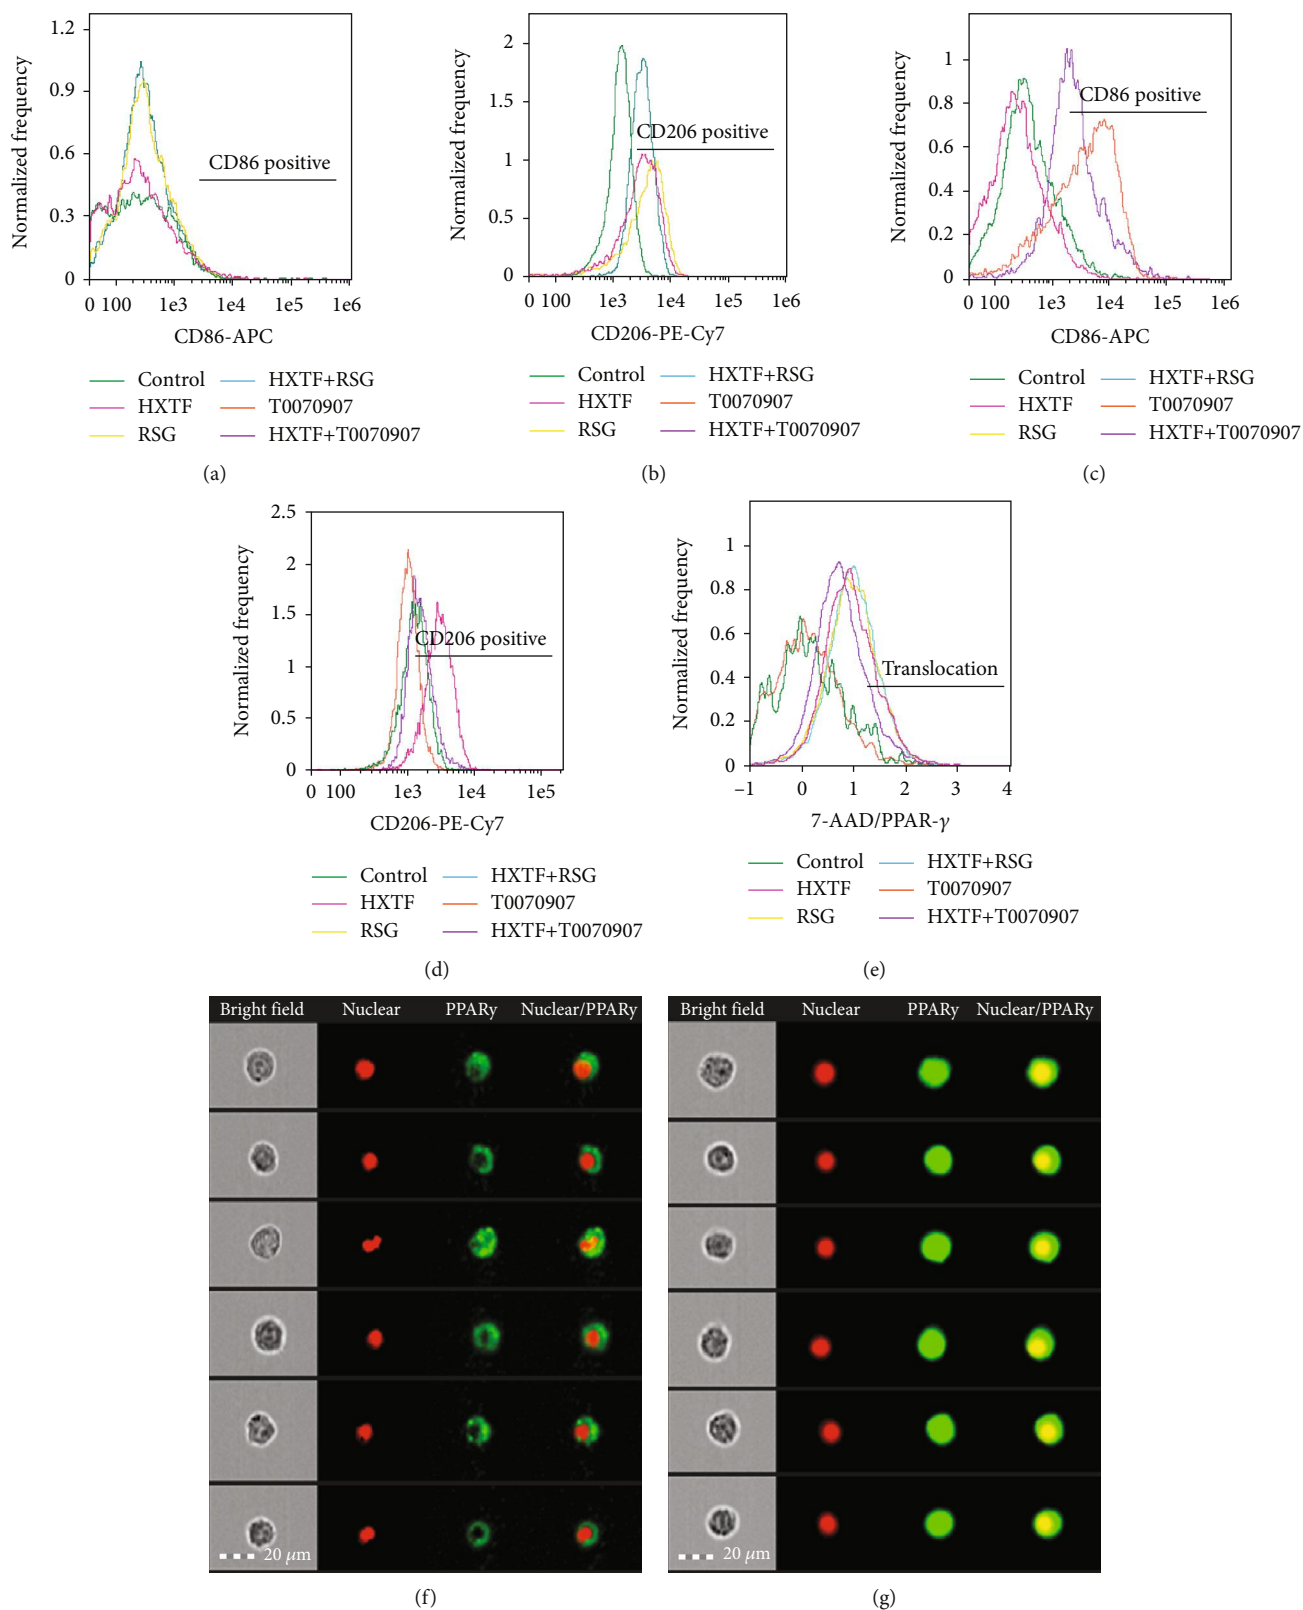 1.2
0.9
0.6
0.3
0
Normalized frequency
CD86 positive
0 100 1e3 1e4 1e5 1e6
CD86-APC
Control HXTF+RSG
HXTF T0070907
RSG HXTF+T0070907
(a)
2
1.5
1
0.5
0
Normalized frequency
CD206 positive
0 100 1e3 1e4 1e5 1e6
CD206-PE-Cy7
Control HXTF+RSG
HXTF T0070907
RSG HXTF+T0070907
(b)
1
0.8
0.6
0.4
0.2
0
Normalized frequency
CD86 positive
0 100 1e3 1e4 1e5 1e6
CD86-APC
Control HXTF+RSG
HXTF T0070907
RSG HXTF+T0070907
(c)
2.5
2
1.5
1
0.5
0
Normalized frequency
CD206 positive
0 100 1e3 1e4 1e5
CD206-PE-Cy7
Control HXTF+RSG
HXTF T0070907
RSG HXTF+T0070907
(d)
1
0.8
0.6
0.4
0.2
0
Normalized frequency
Translocation
−1 0 1 2 3 4
7-AAD/PPAR-γ
Control HXTF+RSG
HXTF T0070907
RSG HXTF+T0070907
(e)
Bright field Nuclear PPARy Nuclear/PPARy
20 μm
(f)
Bright field Nuclear PPARy Nuclear/PPARy
20 μm
(g)